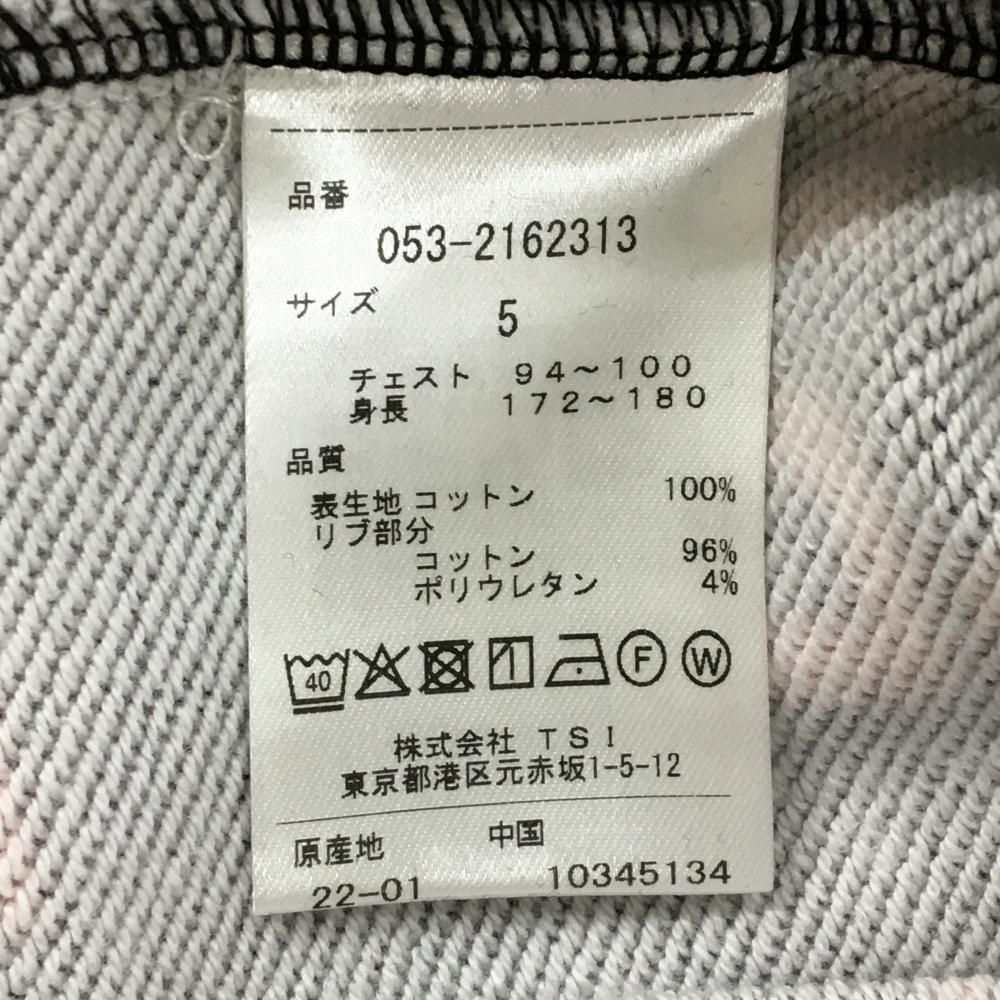 品番
053-2162313
サイズ 5
チェスト 94～100
身長 172～180
品質
表生地 コットン 100%
リブ部分
コットン 96%
ポリウレタン 4%
40 F W
株式会社 TSI
東京都港区元赤坂1-5-12
原産地 中国
22-01 10345134